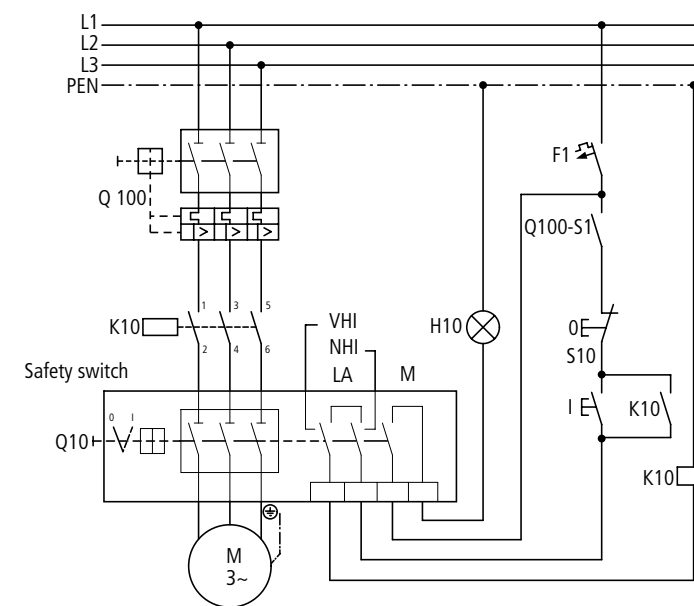 L1
L2
L3
PEN
F1
Q 100
Q100-S1
> > >
1 3 5
K10
2 4 6
VHI
NHI
LA M
H10
0
S10
Safety switch
I K10
0 I
Q10
K10
M
3~